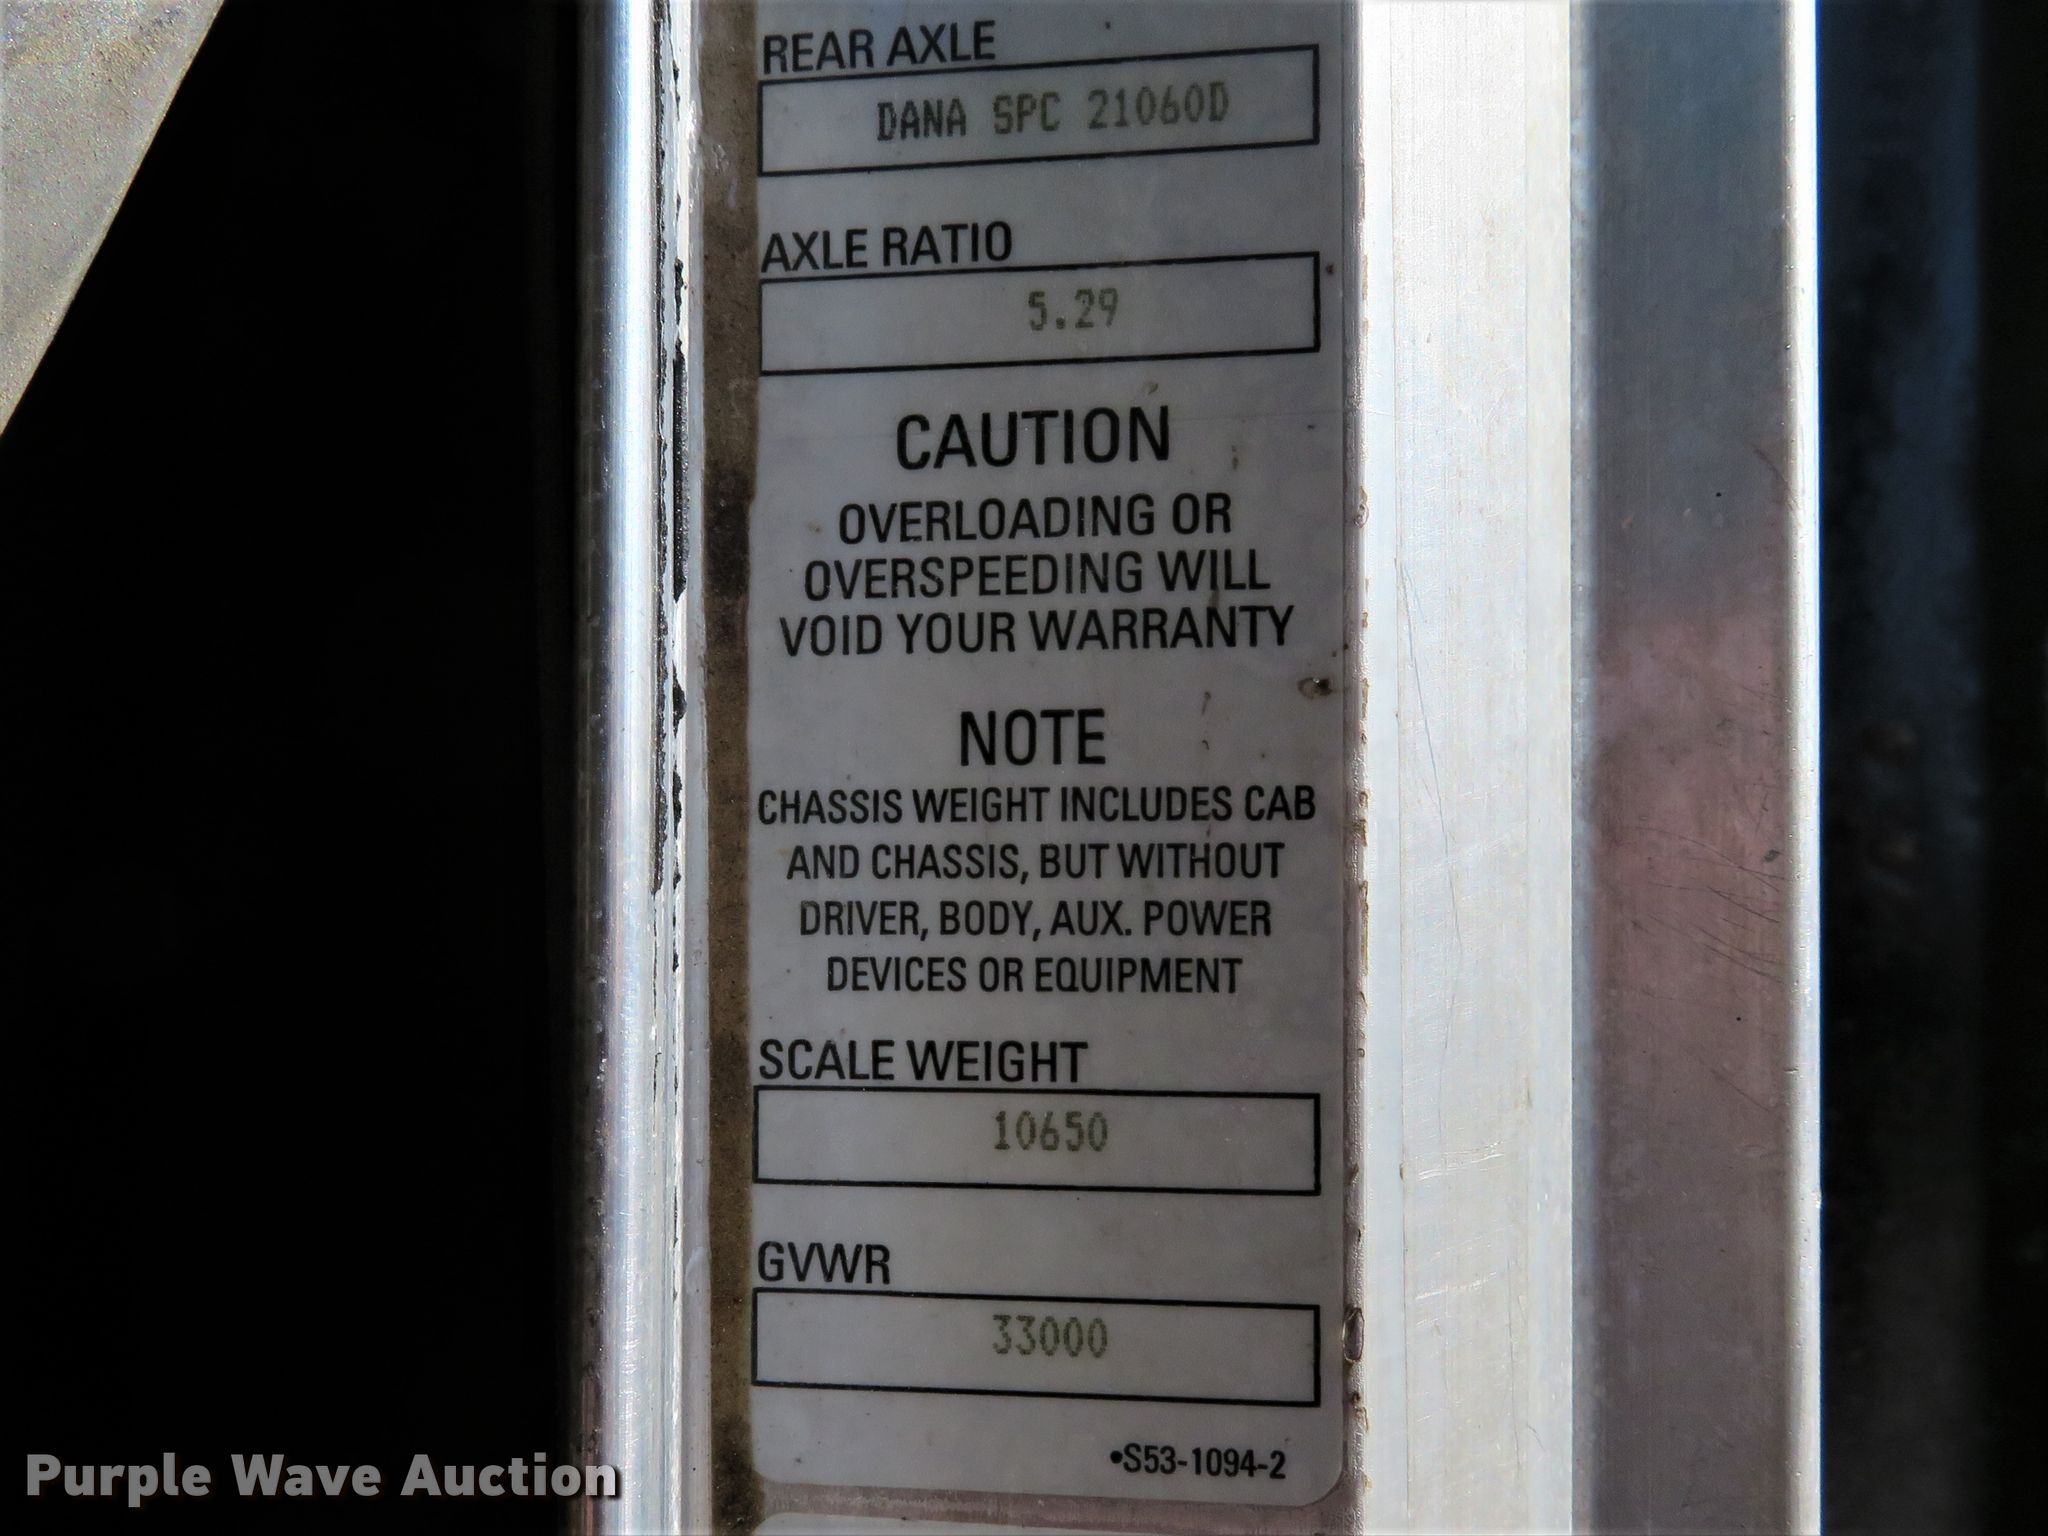 REAR AXLE
DANA SPC 21060D
AXLE RATIO
5.29
CAUTION
OVERLOADING OR
OVERSPEEDING WILL
VOID YOUR WARRANTY
NOTE
CHASSIS WEIGHT INCLUDES CAB
AND CHASSIS, BUT WITHOUT
DRIVER, BODY, AUX. POWER
DEVICES OR EQUIPMENT
SCALE WEIGHT
10650
GVWR
33000
•S53-1094-2
Purple Wave Auction